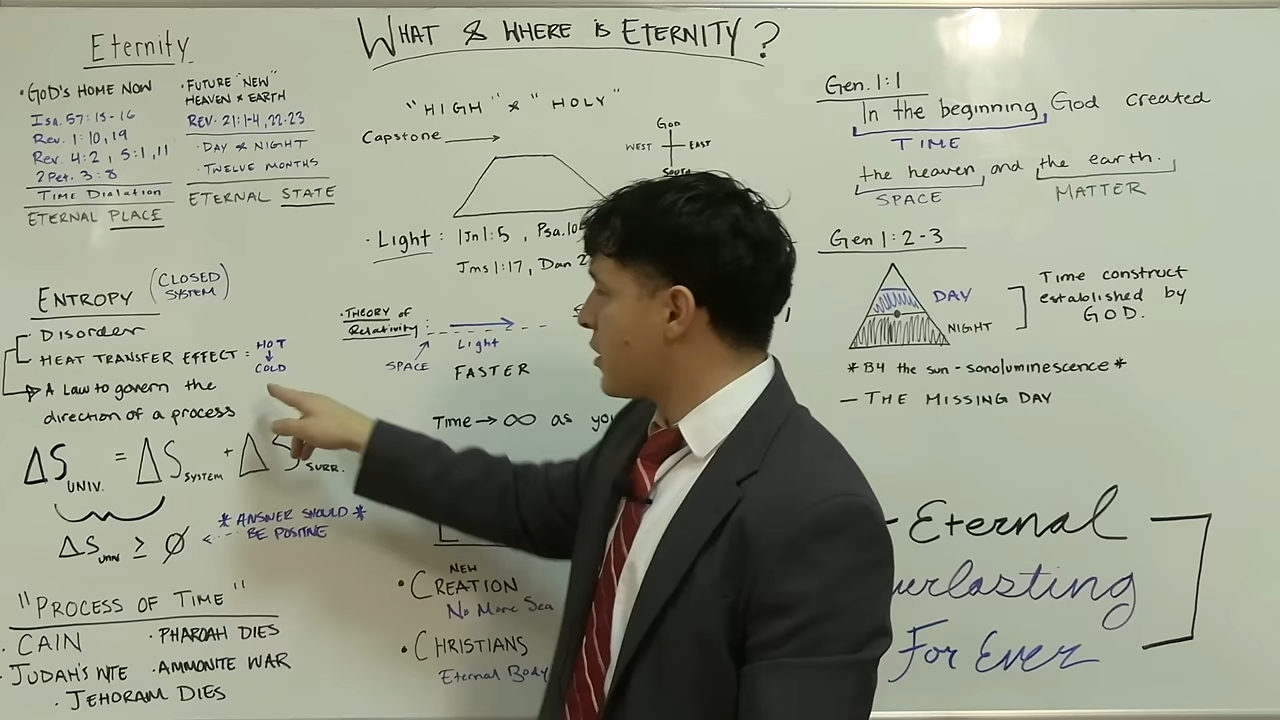 WHAT & WHERE IS ETERNITY?
Eternity
• GOD'S HOME NOW
Isa. 57:15-16
Rev. 1:10, 19
Rev. 4:2, 5:1, 11
2 Pet. 3:8
TIME Dialation
ETERNAL PLACE
• FUTURE "NEW"
HEAVEN & EARTH
REV. 21:1-4, 22-23
• DAY & NIGHT
• TWELVE MONTHS
ETERNAL STATE
ENTROPY (CLOSED
SYSTEM)
Disorder
HEAT TRANSFER EFFECT : HOT
COLD
A law to govern the
direction of a process
ΔS UNIV. = ΔS SYSTEM + ΔS SURR.
ΔS UNIV ≥ Ø
* ANSWER SHOULD *
BE POSITIVE
"PROCESS OF TIME"
• CAIN
• PHAROAH DIES
• JUDAH'S WIFE
• AMMONITE WAR
• JEHORAM DIES
"HIGH" & "HOLY"
Capstone
God
WEST EAST
South
• Light : 1Jn 1:5, Psa. 10
Jms 1:17, Dan 2
• THEORY of
Relativity :
Light
SPACE
FASTER
Time → ∞ as you
NEW
• CREATION
No More Sea
• CHRISTIANS
Eternal Body
Gen. 1:1
In the beginning, God created
TIME
the heaven, and the earth.
SPACE MATTER
Gen 1:2-3
DAY
NIGHT
Time construct
established by
GOD.
* B4 the sun - sonoluminescence *
— THE MISSING DAY
Eternal
verlasting
For Ever